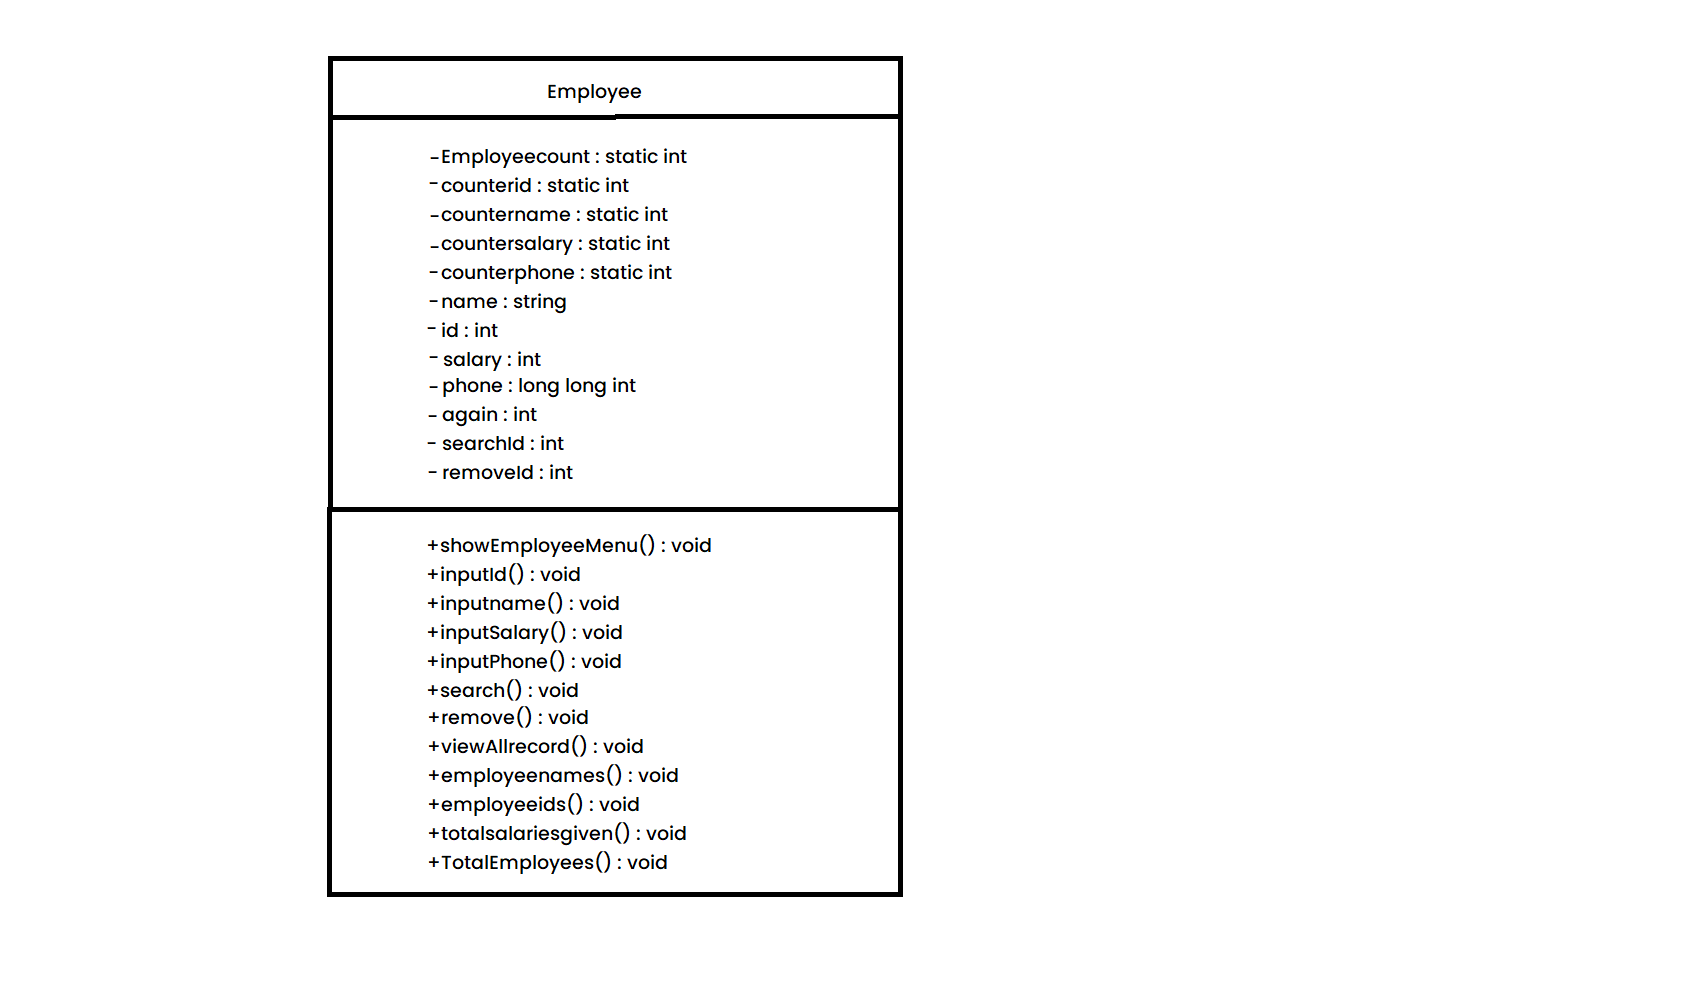 Employee
-Employeecount : static int
-counterid : static int
-countername : static int
-countersalary : static int
-counterphone : static int
-name : string
- id : int
- salary : int
-phone : long long int
- again : int
- searchId : int
- removeId : int
+showEmployeeMenu() : void
+inputId() : void
+inputname() : void
+inputSalary() : void
+inputPhone() : void
+search() : void
+remove() : void
+viewAllrecord() : void
+employeenames() : void
+employeeids() : void
+totalsalariesgiven() : void
+TotalEmployees() : void